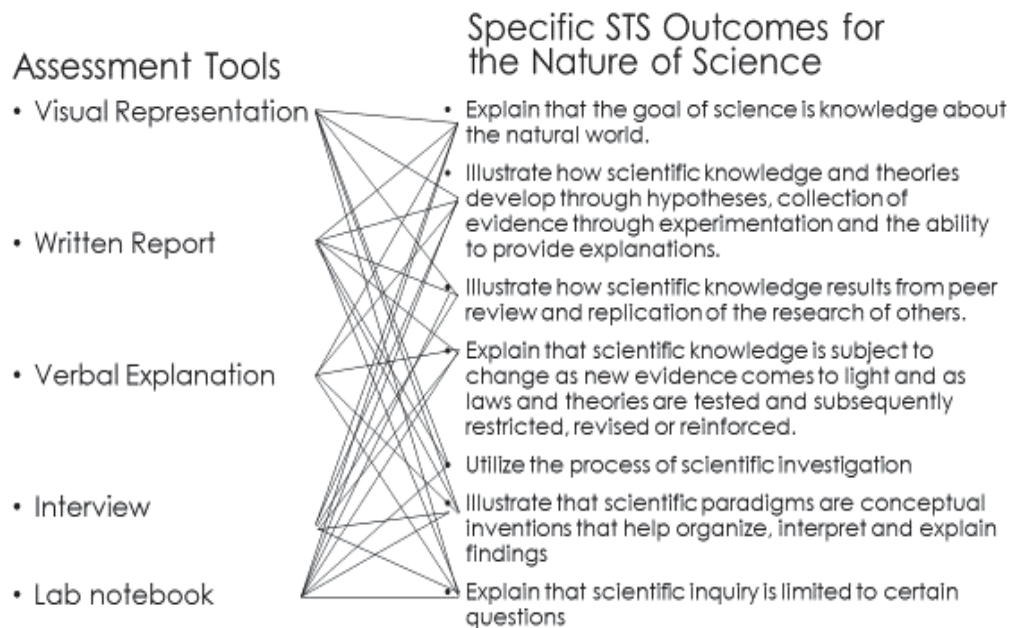 Assessment Tools
• Visual Representation
• Written Report
• Verbal Explanation
• Interview
• Lab notebook
Specific STS Outcomes for
the Nature of Science
• Explain that the goal of science is knowledge about
the natural world.
• Illustrate how scientific knowledge and theories
develop through hypotheses, collection of
evidence through experimentation and the ability
to provide explanations.
• Illustrate how scientific knowledge results from peer
review and replication of the research of others.
• Explain that scientific knowledge is subject to
change as new evidence comes to light and as
laws and theories are tested and subsequently
restricted, revised or reinforced.
• Utilize the process of scientific investigation
• Illustrate that scientific paradigms are conceptual
inventions that help organize, interpret and explain
findings
• Explain that scientific inquiry is limited to certain
questions